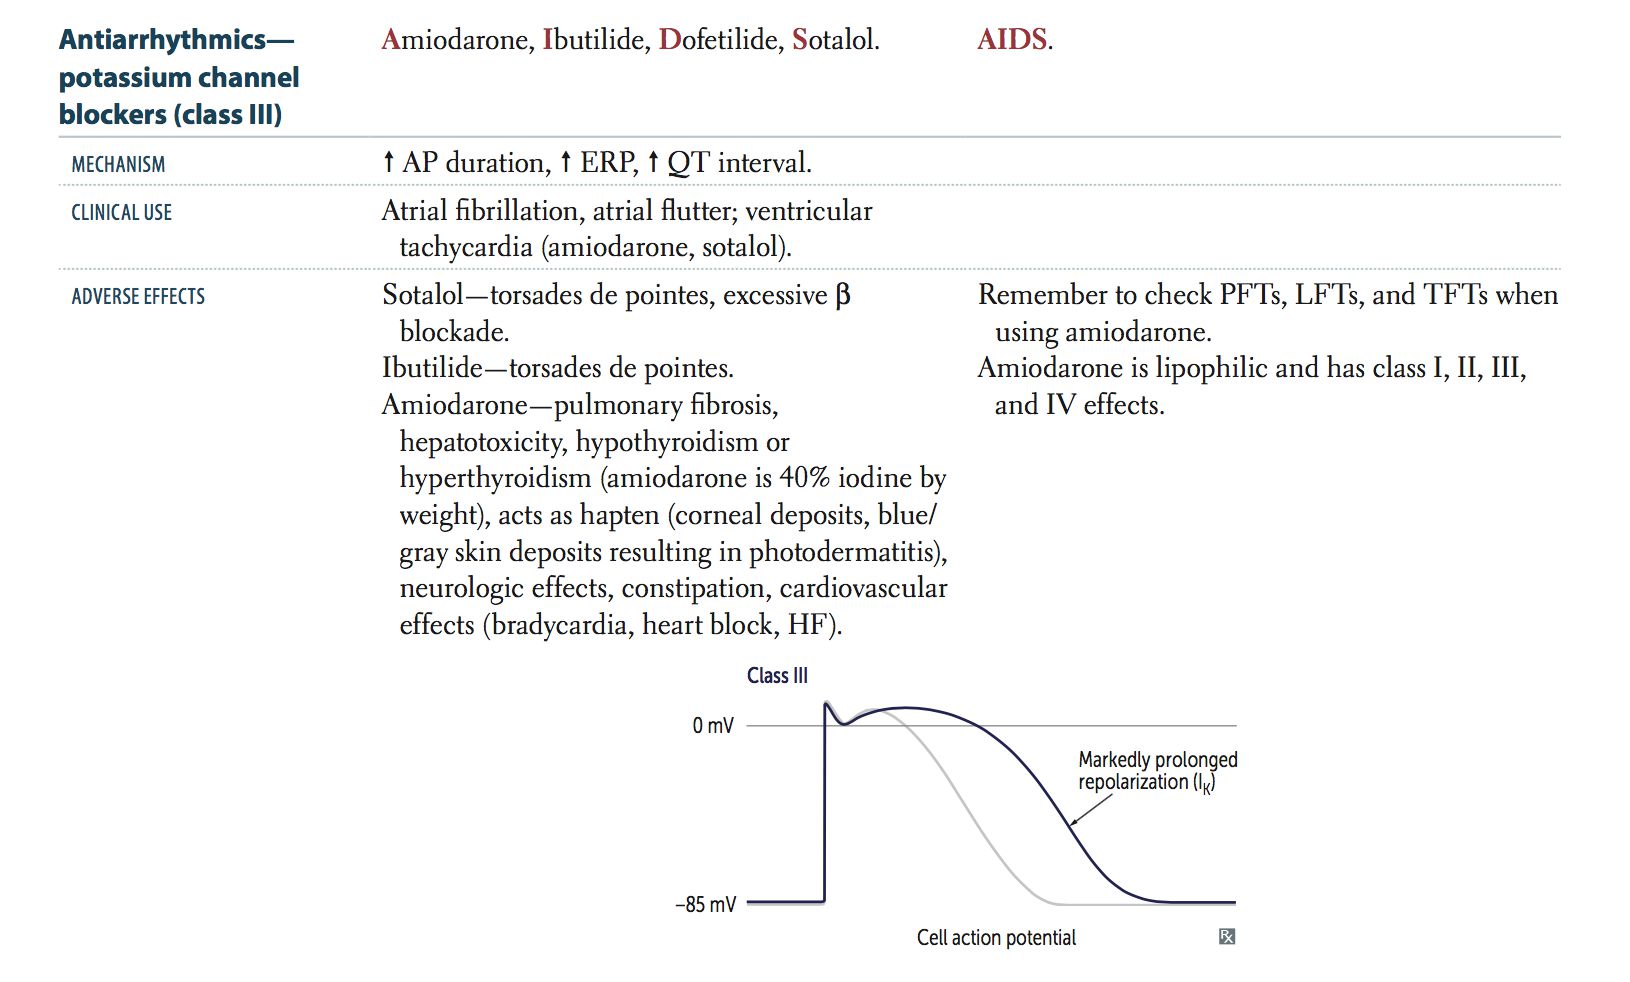 Antiarrhythmics—
potassium channel
blockers (class III)
Amiodarone, Ibutilide, Dofetilide, Sotalol.
AIDS.
MECHANISM
↑ AP duration, ↑ ERP, ↑ QT interval.
CLINICAL USE
Atrial fibrillation, atrial flutter; ventricular
tachycardia (amiodarone, sotalol).
ADVERSE EFFECTS
Sotalol—torsades de pointes, excessive β
blockade.
Ibutilide—torsades de pointes.
Amiodarone—pulmonary fibrosis,
hepatotoxicity, hypothyroidism or
hyperthyroidism (amiodarone is 40% iodine by
weight), acts as hapten (corneal deposits, blue/
gray skin deposits resulting in photodermatitis),
neurologic effects, constipation, cardiovascular
effects (bradycardia, heart block, HF).
Remember to check PFTs, LFTs, and TFTs when
using amiodarone.
Amiodarone is lipophilic and has class I, II, III,
and IV effects.
Class III
0 mV
Markedly prolonged
repolarization (I_K)
−85 mV
Cell action potential
Rx